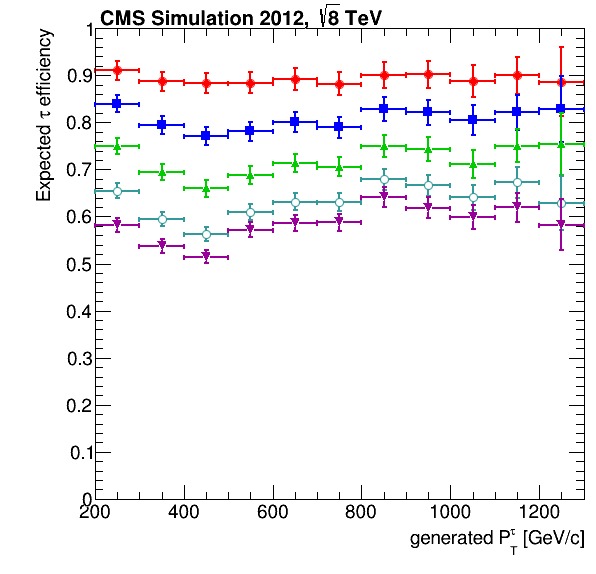 CMS Simulation 2012, √8 TeV
Expected τ efficiency
1
0.9
0.8
0.7
0.6
0.5
0.4
0.3
0.2
0.1
0
200 400 600 800 1000 1200
generated P_T^τ [GeV/c]